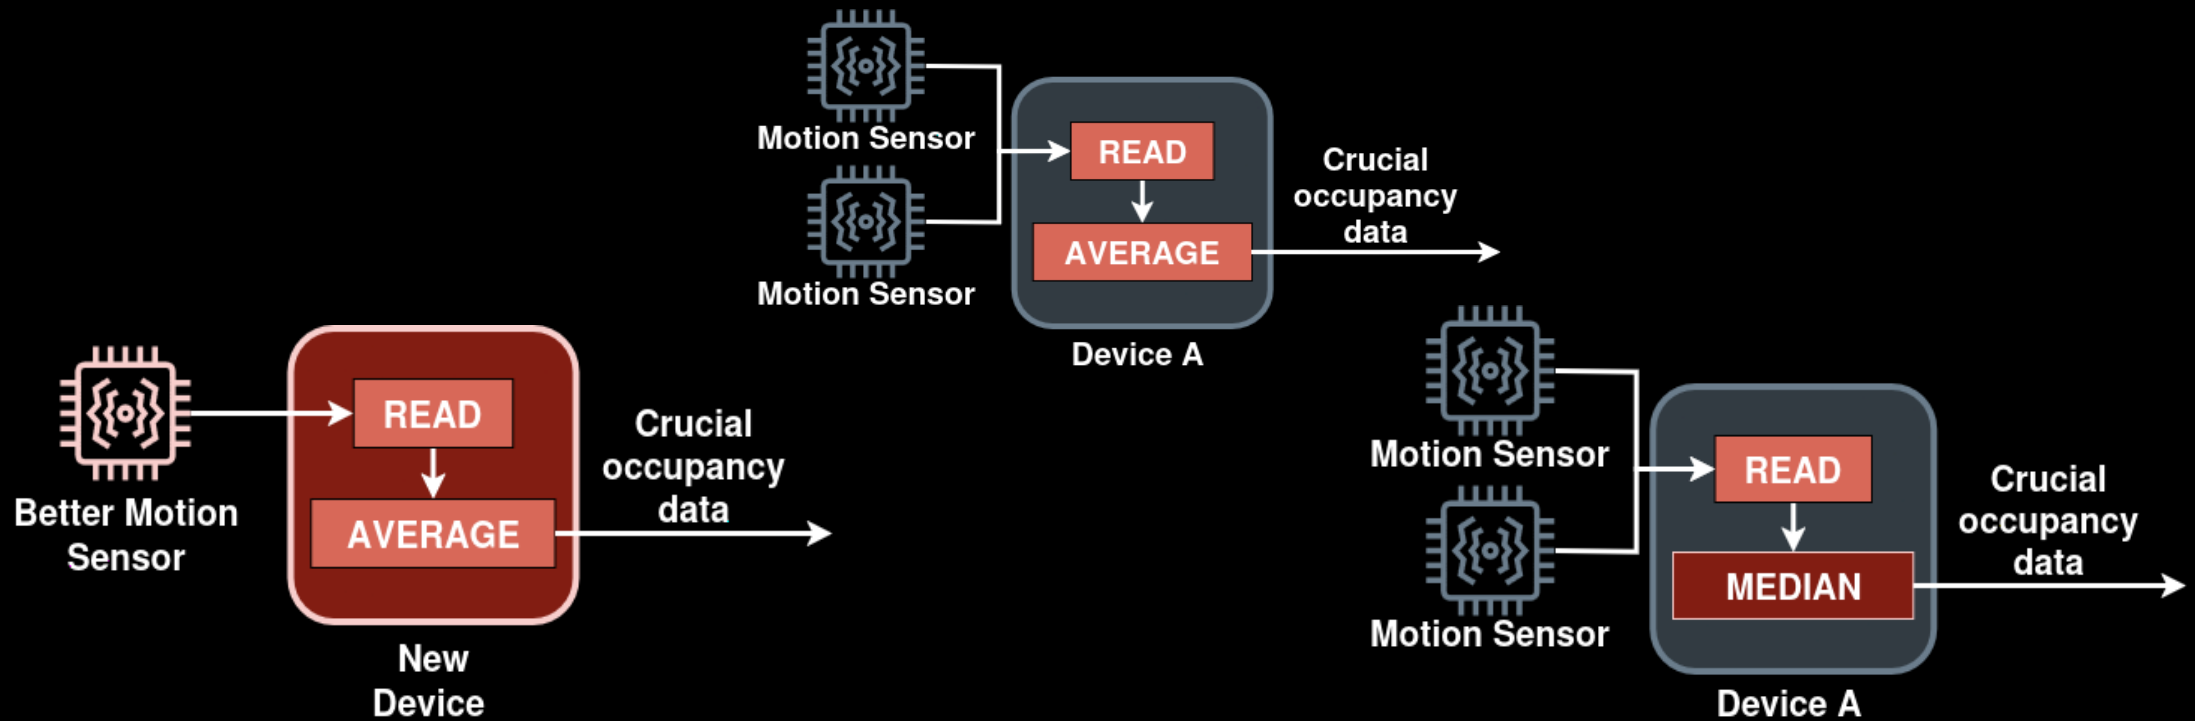 Motion Sensor
Motion Sensor
READ
AVERAGE
Crucial
occupancy
data
Device A
Better Motion
Sensor
READ
AVERAGE
Crucial
occupancy
data
New
Device
Motion Sensor
Motion Sensor
READ
MEDIAN
Crucial
occupancy
data
Device A